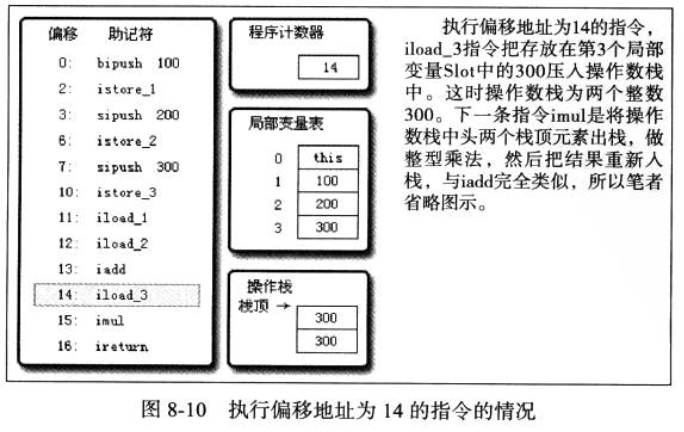 偏移 助记符
0: bipush 100
2: istore_1
3: sipush 200
6: istore_2
7: sipush 300
10: istore_3
11: iload_1
12: iload_2
13: iadd
14: iload_3
15: imul
16: ireturn
程序计数器
14
局部变量表
0 this
1 100
2 200
3 300
操作栈
栈顶 →
300
300
执行偏移地址为14的指令，
iload_3指令把存放在第3个局部
变量Slot中的300压入操作数栈
中。这时操作数栈为两个整数
300。下一条指令imul是将操作
数栈中头两个栈顶元素出栈，做
整型乘法，然后把结果重新入
栈，与iadd完全类似，所以笔者
省略图示。
图 8-10 执行偏移地址为 14 的指令的情况